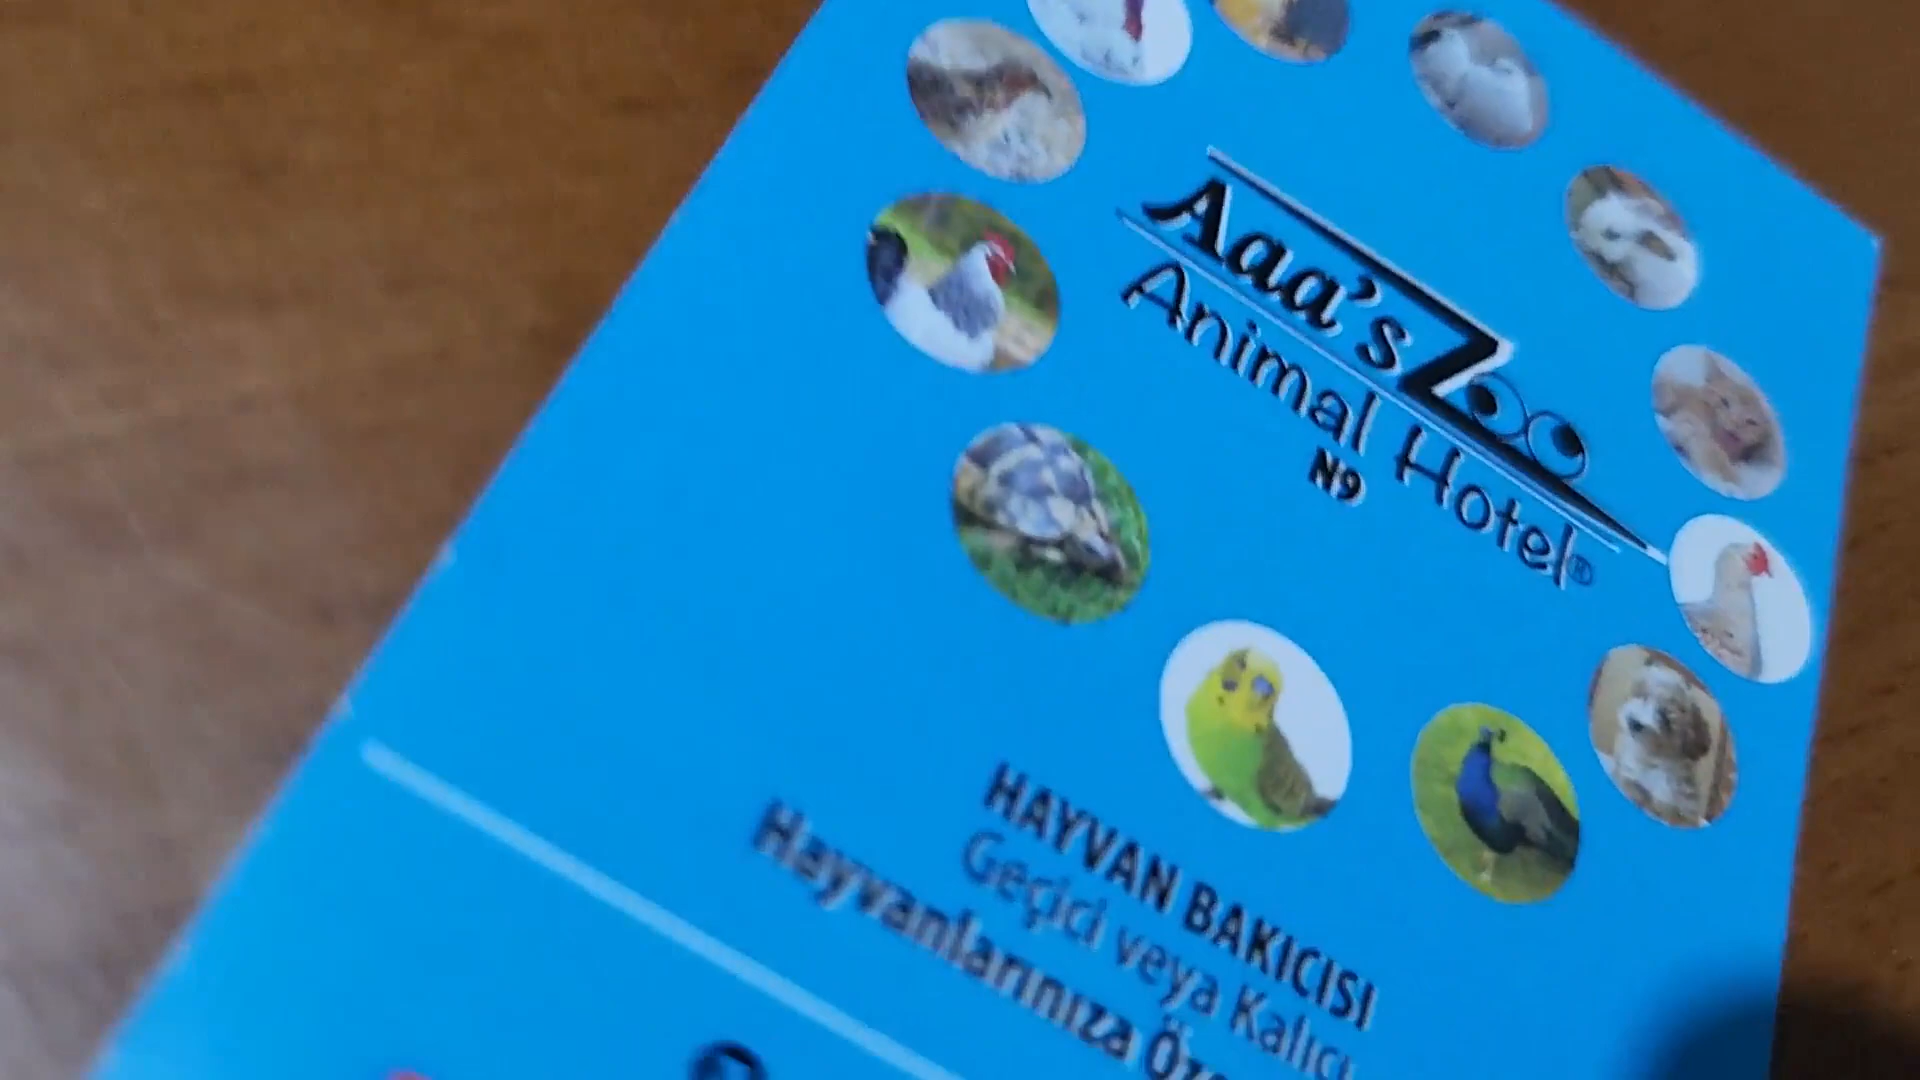 Aaa's Zoo
Animal Hotel®
N9
HAYVAN BAKICISI
Geçici veya Kalıcı
Hayvanlarınıza